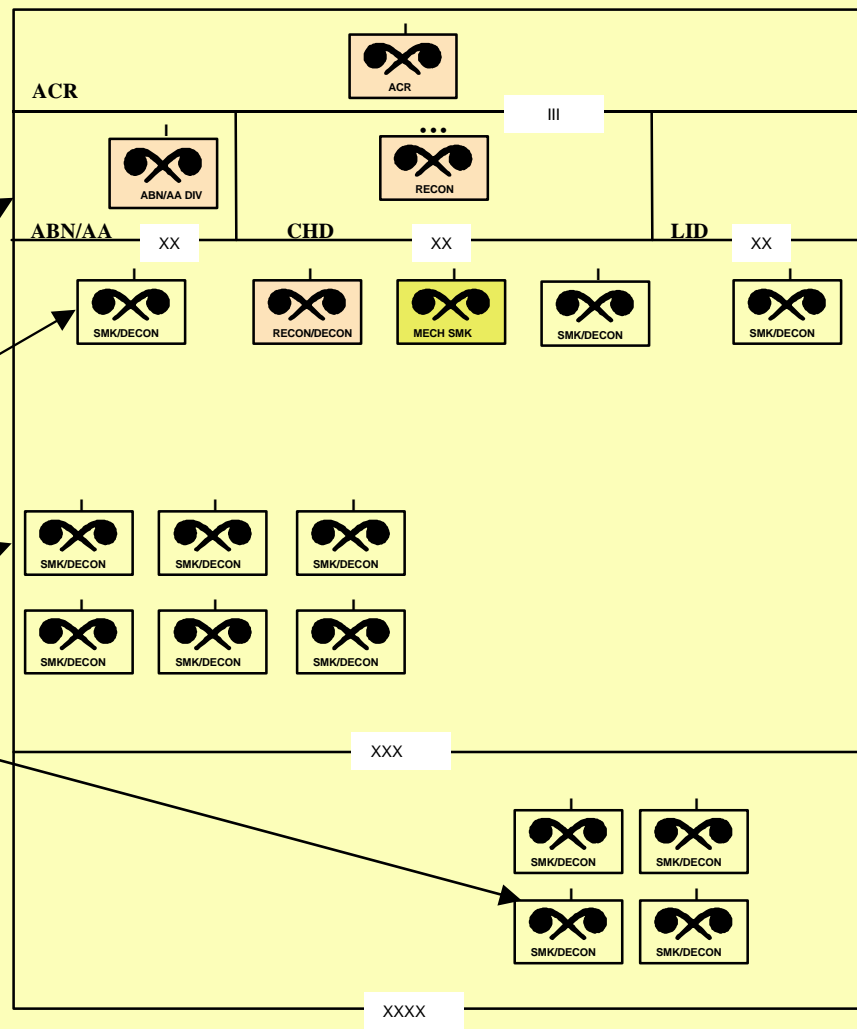 ACR
ACR
III
ABN/AA DIV
RECON
ABN/AA
XX
CHD
XX
LID
XX
SMK/DECON
RECON/DECON
MECH SMK
SMK/DECON
SMK/DECON
SMK/DECON
SMK/DECON
SMK/DECON
SMK/DECON
SMK/DECON
SMK/DECON
XXX
SMK/DECON
SMK/DECON
SMK/DECON
SMK/DECON
XXXX